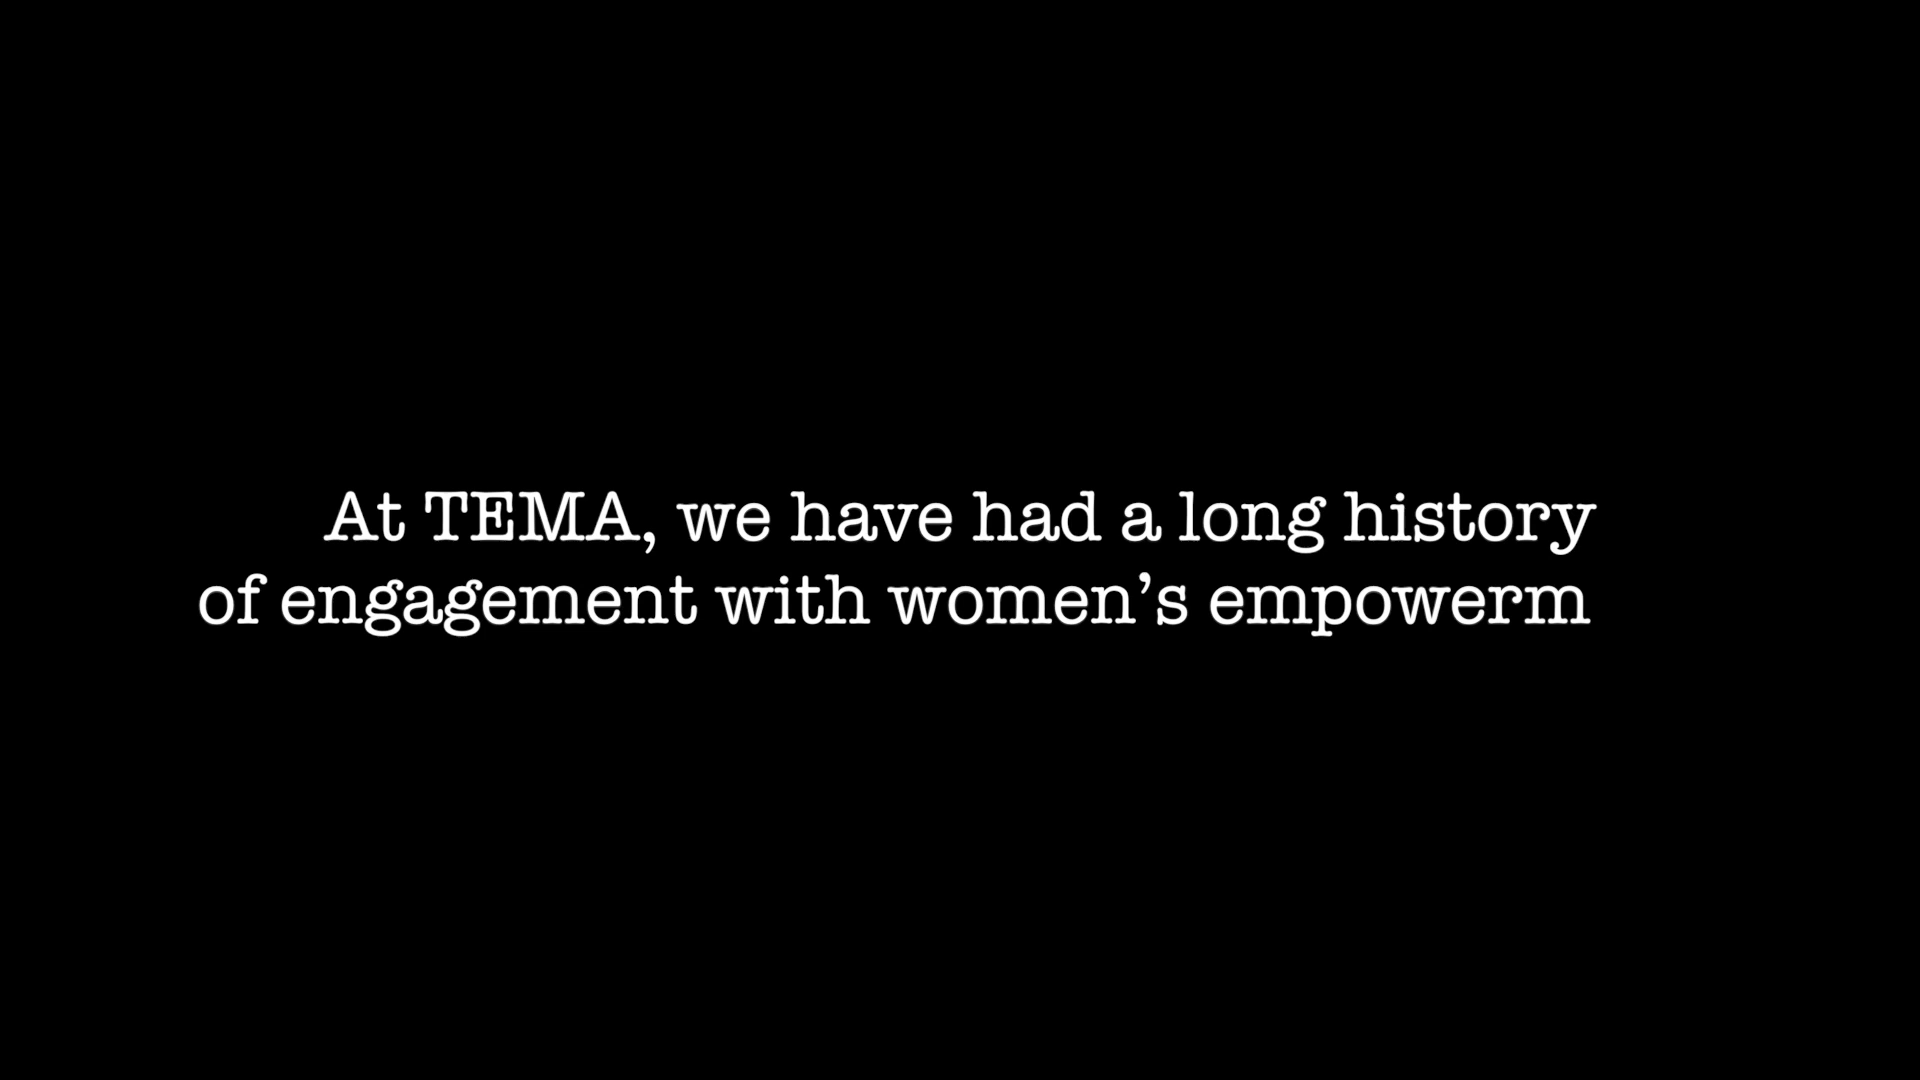 At TEMA, we have had a long history
of engagement with women’s empowerm